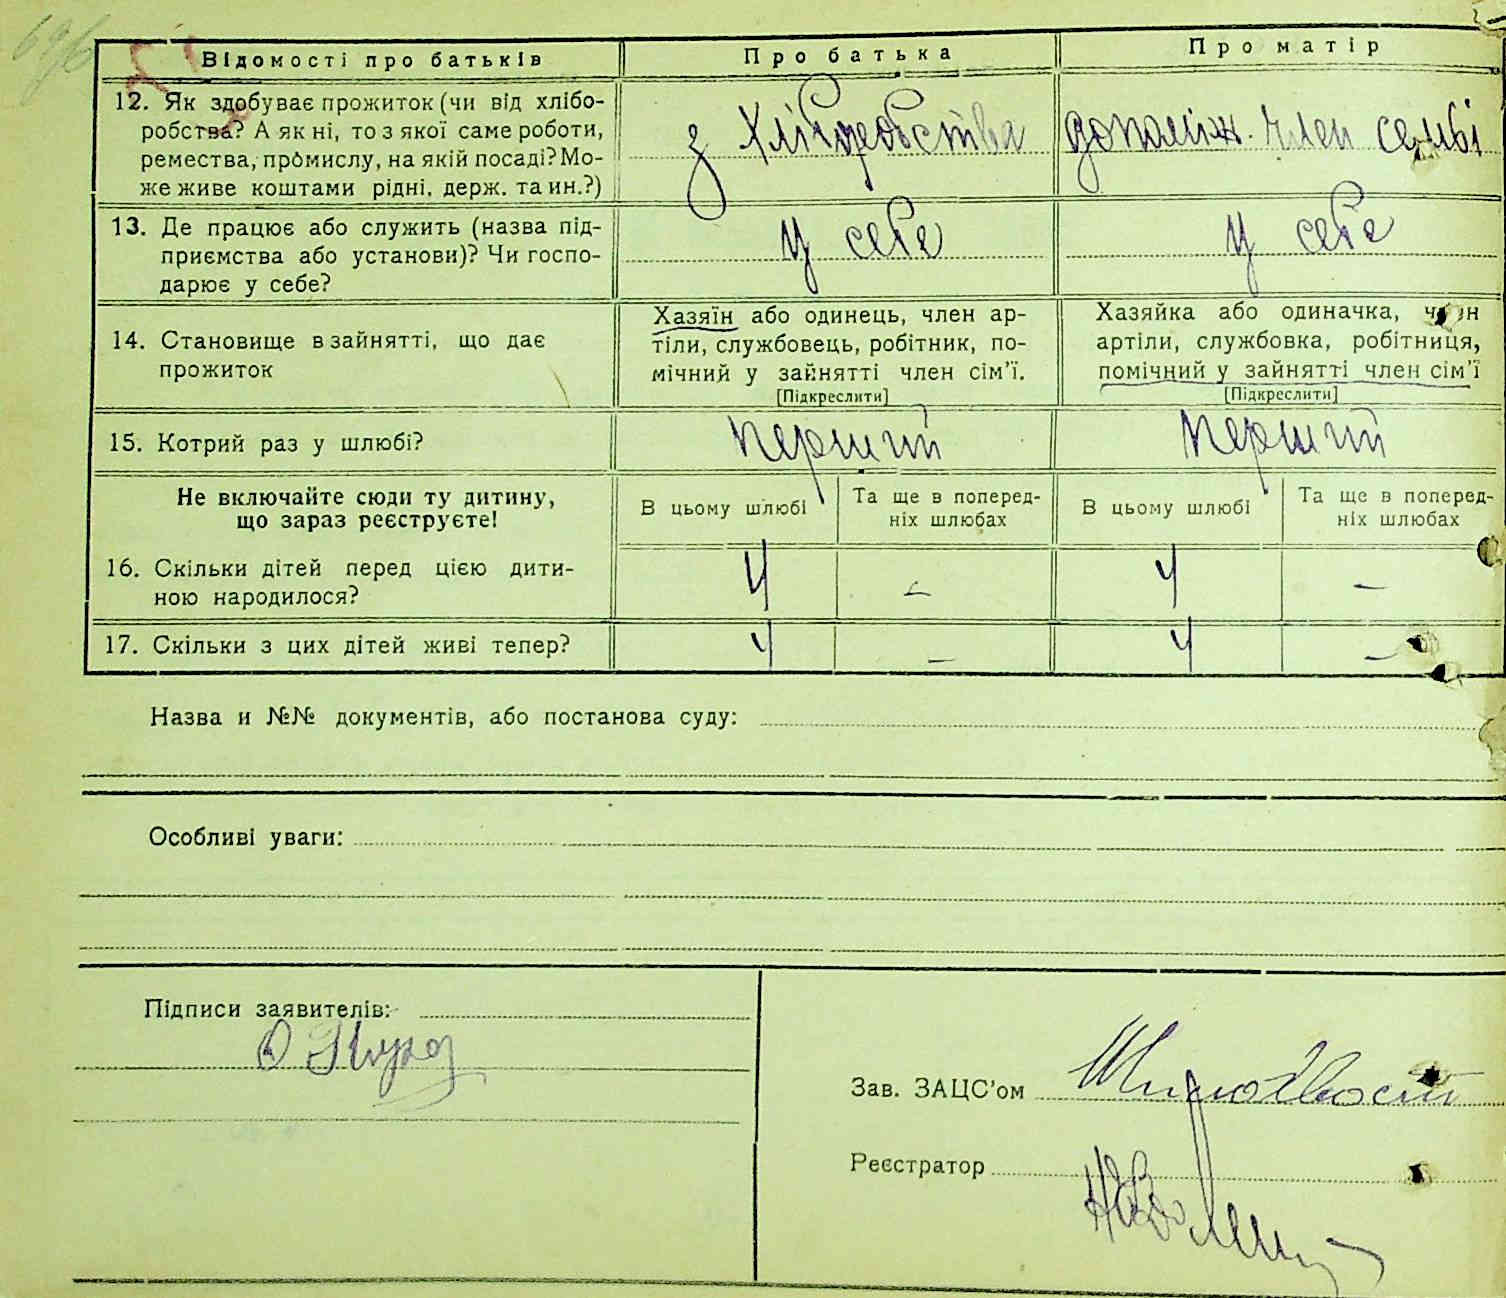 Відомості про батьків
Про батька
Про матір
12. Як здобуває прожиток (чи від хлібо-
робства? А як ні, то з якої саме роботи,
ремества, промислу, на якій посаді? Мо-
же живе коштами рідні, держ. та ин.?)
з хліборобства
допоміж. член семьі
13. Де працює або служить (назва під-
приємства або установи)? Чи госпо-
дарює у себе?
у себе
у себе
14. Становище в зайнятті, що дає
прожиток
Хазяїн або одинець, член ар-
тіли, службовець, робітник, по-
мічний у зайнятті член сім'ї.
[Підкреслити]
Хазяйка або одиначка, член
артіли, службовка, робітниця,
помічний у зайнятті член сім'ї
[Підкреслити]
15. Котрий раз у шлюбі?
перший
перший
Не включайте сюди ту дитину,
що зараз реєструєте!
В цьому шлюбі
Та ще в поперед-
ніх шлюбах
В цьому шлюбі
Та ще в поперед-
ніх шлюбах
16. Скільки дітей перед цією дити-
ною народилося?
4
–
4
–
17. Скільки з цих дітей живі тепер?
4
–
4
–
Назва и №№ документів, або постанова суду:
Особливі уваги:
Підписи заявителів:
Зав. ЗАЦС'ом
Реєстратор